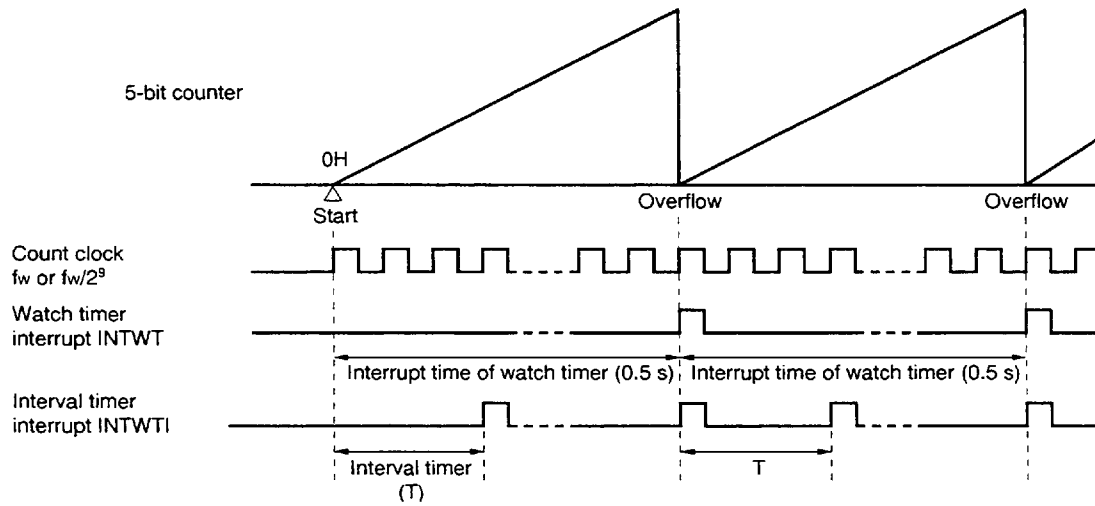 5-bit counter
0H
Start
Overflow
Overflow
Count clock
fw or fw/2⁹
Watch timer
interrupt INTWT
Interrupt time of watch timer (0.5 s)
Interrupt time of watch timer (0.5 s)
Interval timer
interrupt INTWTI
Interval timer
(T)
T